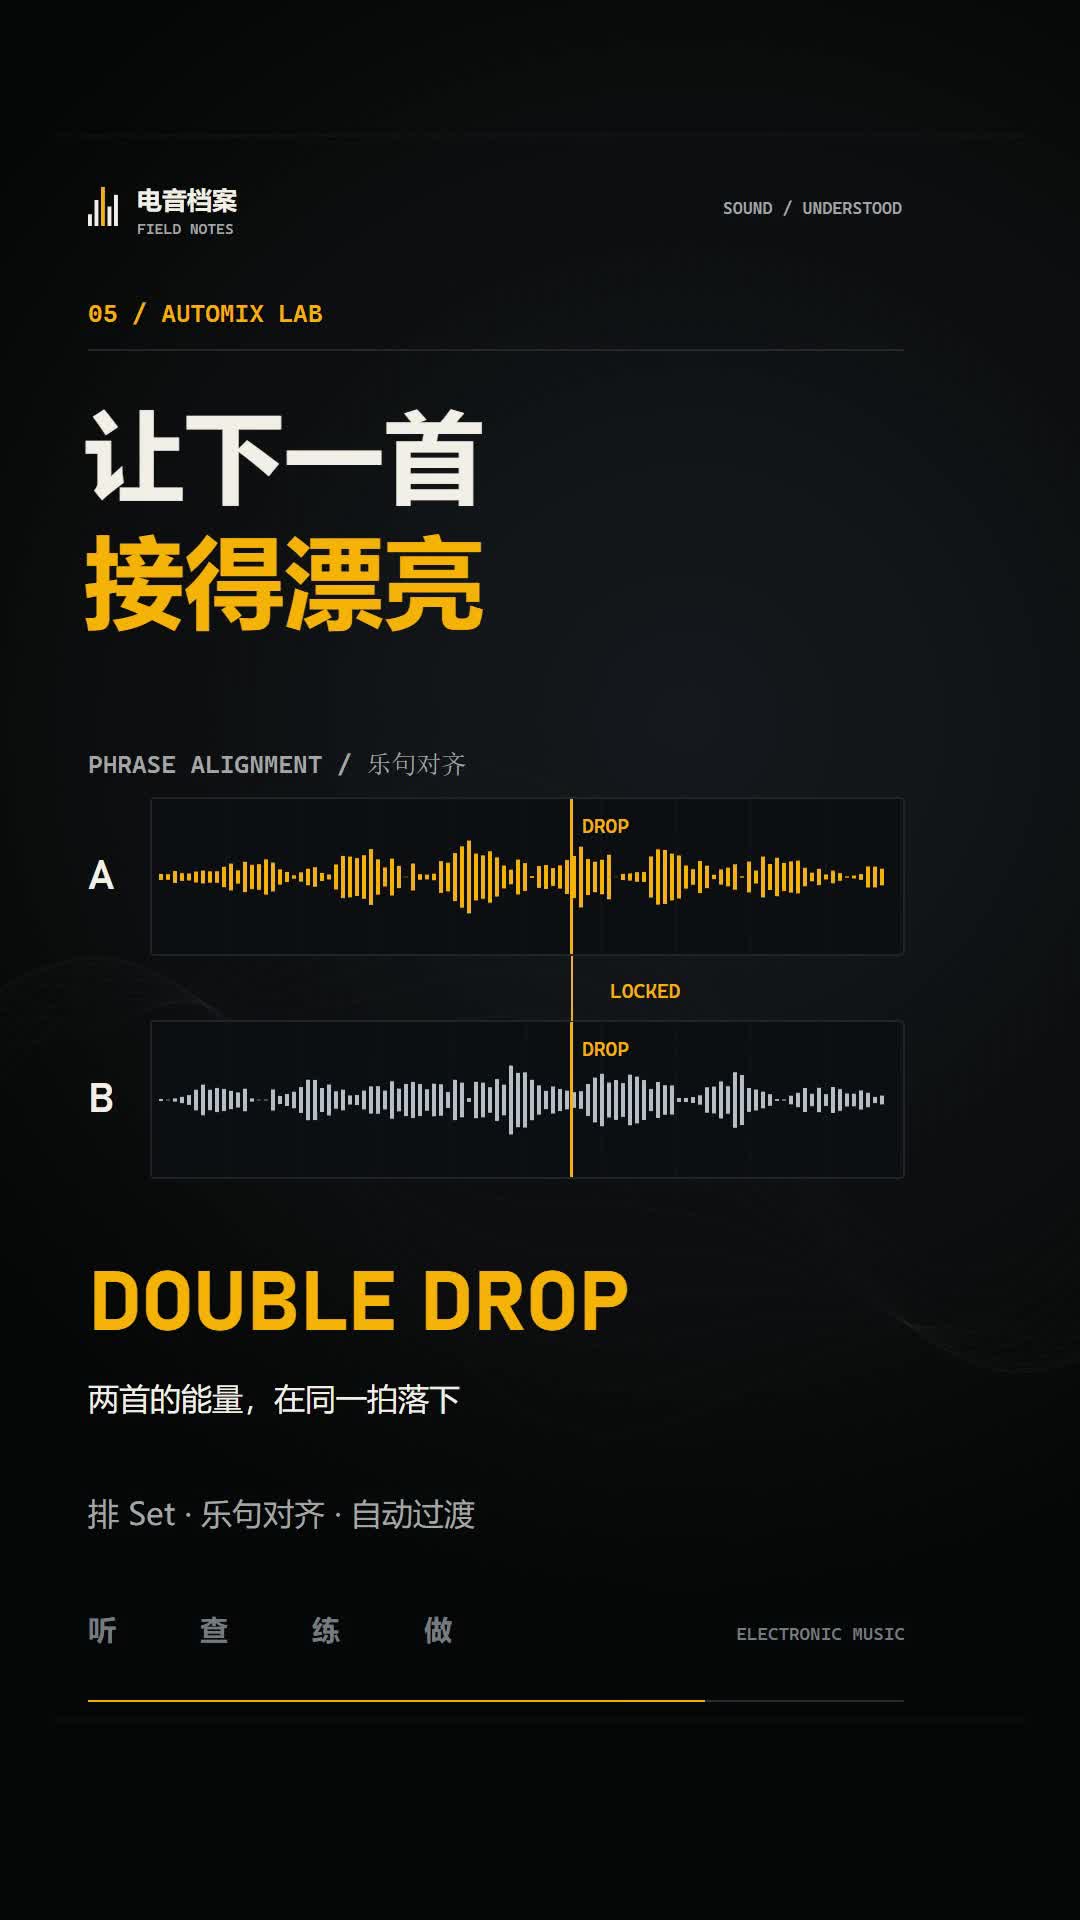 电音档案
FIELD NOTES
SOUND / UNDERSTOOD
05 / AUTOMIX LAB
让下一首
接得漂亮
PHRASE ALIGNMENT / 乐句对齐
DROP
A
LOCKED
DROP
B
DOUBLE DROP
两首的能量，在同一拍落下
排 Set · 乐句对齐 · 自动过渡
听 查 练 做
ELECTRONIC MUSIC